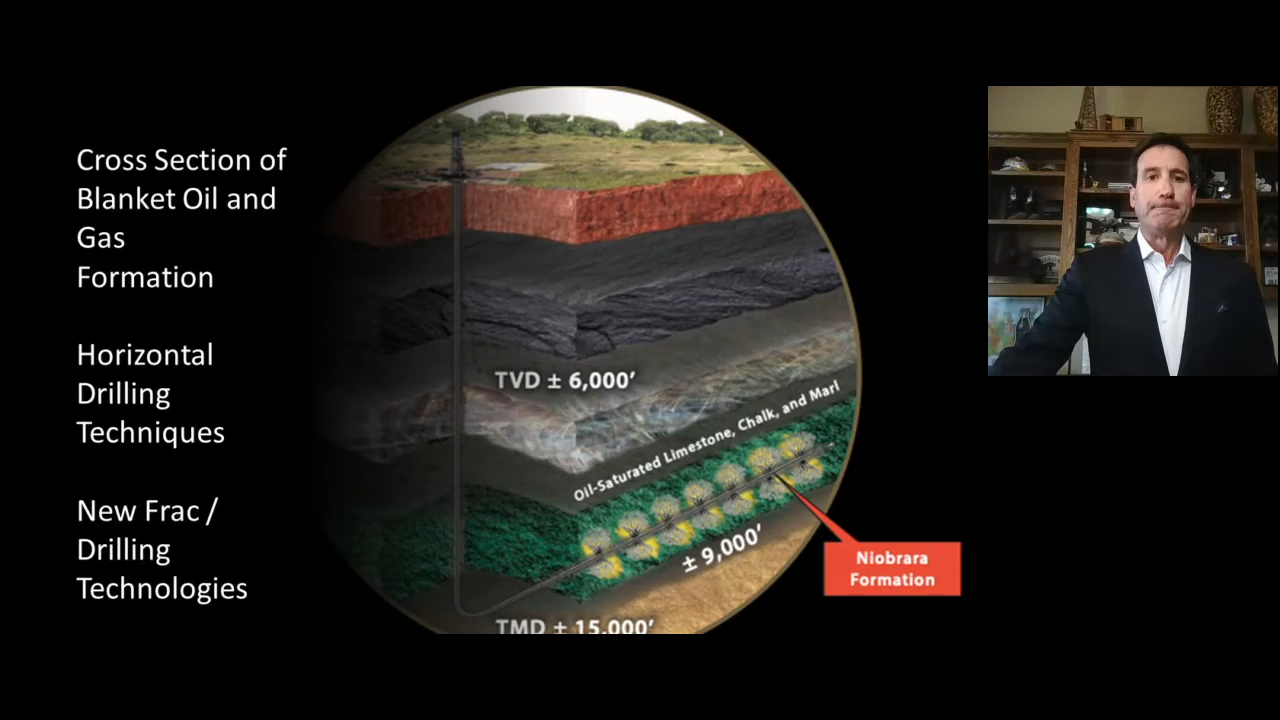 Cross Section of
Blanket Oil and
Gas
Formation
Horizontal
Drilling
Techniques
New Frac /
Drilling
Technologies
TVD ± 6,000’
Oil-Saturated Limestone, Chalk, and Marl
± 9,000’
Niobrara
Formation
TMD ± 15,000’